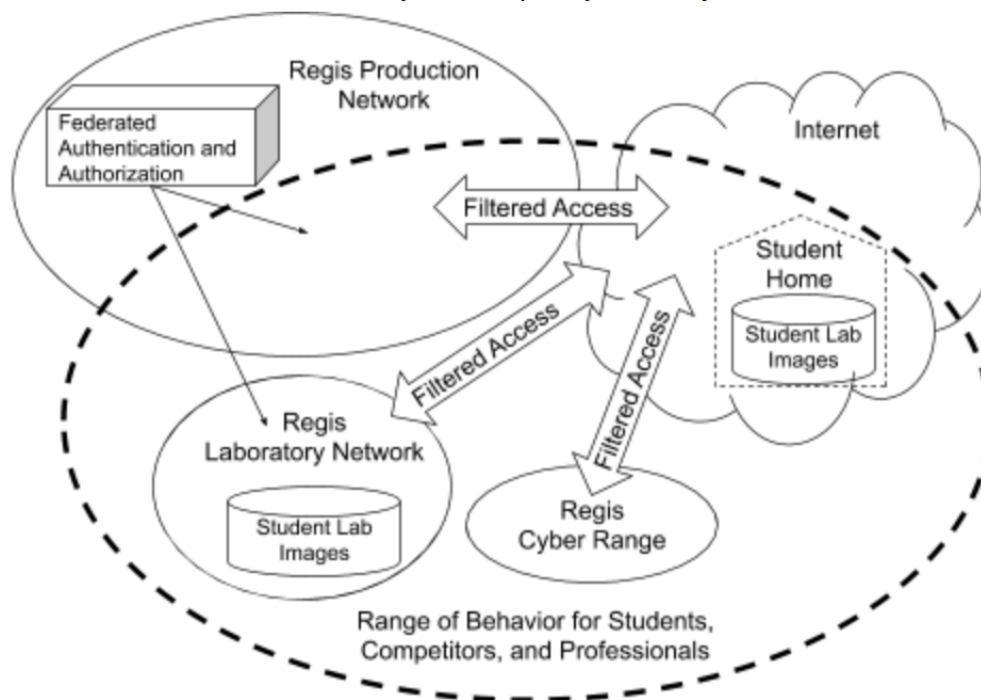 Regis Production
Network
Federated
Authentication and
Authorization
Internet
Filtered Access
Student
Home
Student Lab
Images
Filtered Access
Filtered Access
Regis
Laboratory Network
Student Lab
Images
Regis
Cyber Range
Range of Behavior for Students,
Competitors, and Professionals